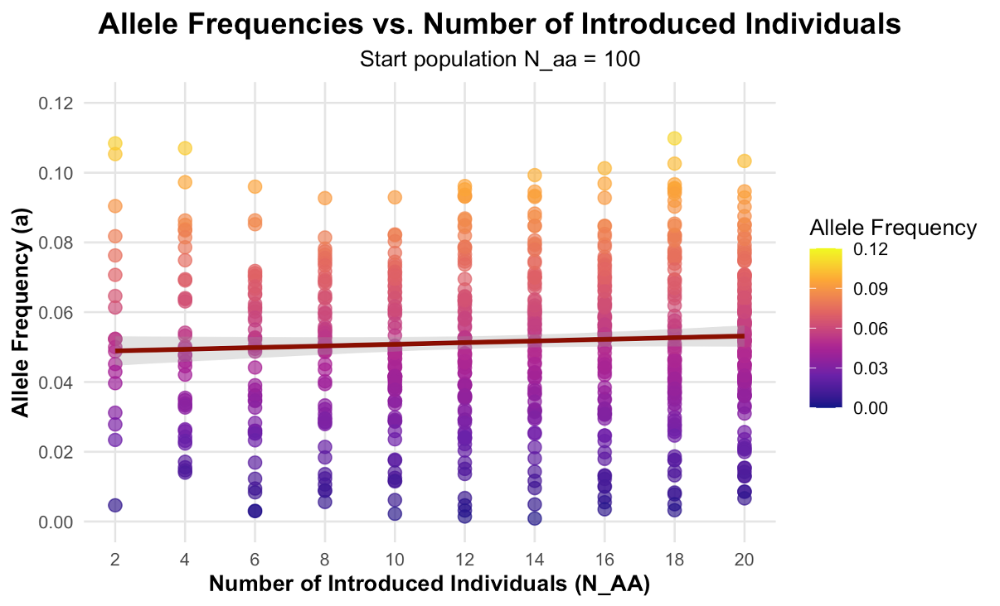 Allele Frequencies vs. Number of Introduced Individuals
Start population N_aa = 100
Allele Frequency (a)
0.12
0.10
0.08
0.06
0.04
0.02
0.00
2 4 6 8 10 12 14 16 18 20
Number of Introduced Individuals (N_AA)
Allele Frequency
0.12
0.09
0.06
0.03
0.00